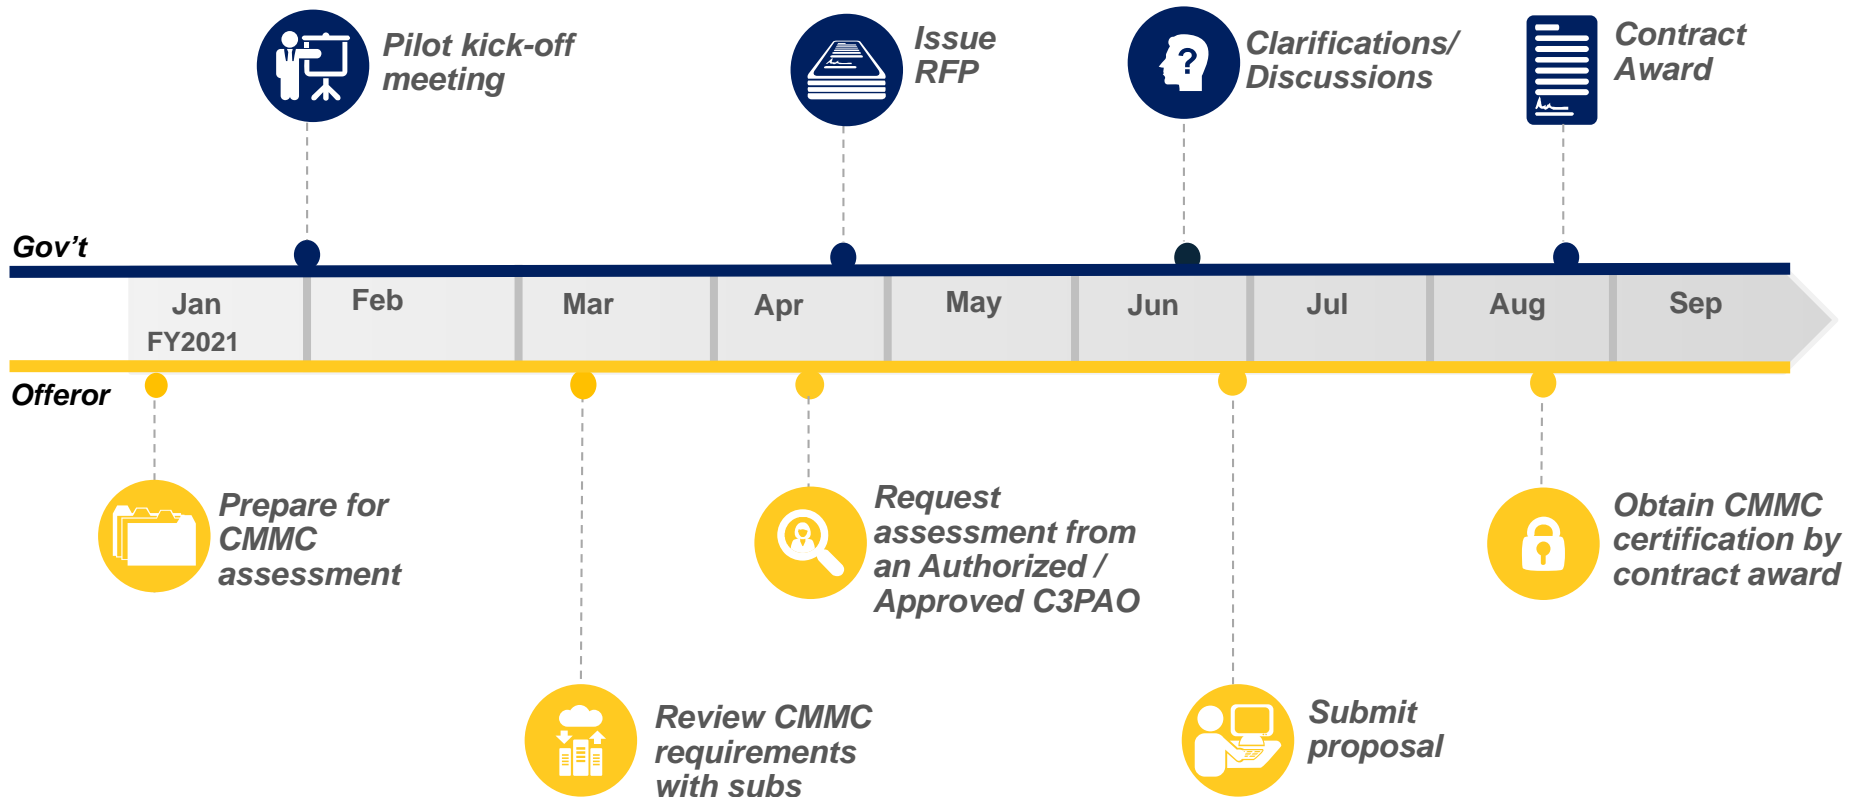 Pilot kick-off
meeting
Issue
RFP
?
Clarifications/
Discussions
Contract
Award
Gov’t
Jan
FY2021
Feb
Mar
Apr
May
Jun
Jul
Aug
Sep
Offeror
Prepare for
CMMC
assessment
Request
assessment from
an Authorized /
Approved C3PAO
Obtain CMMC
certification by
contract award
Review CMMC
requirements
with subs
Submit
proposal